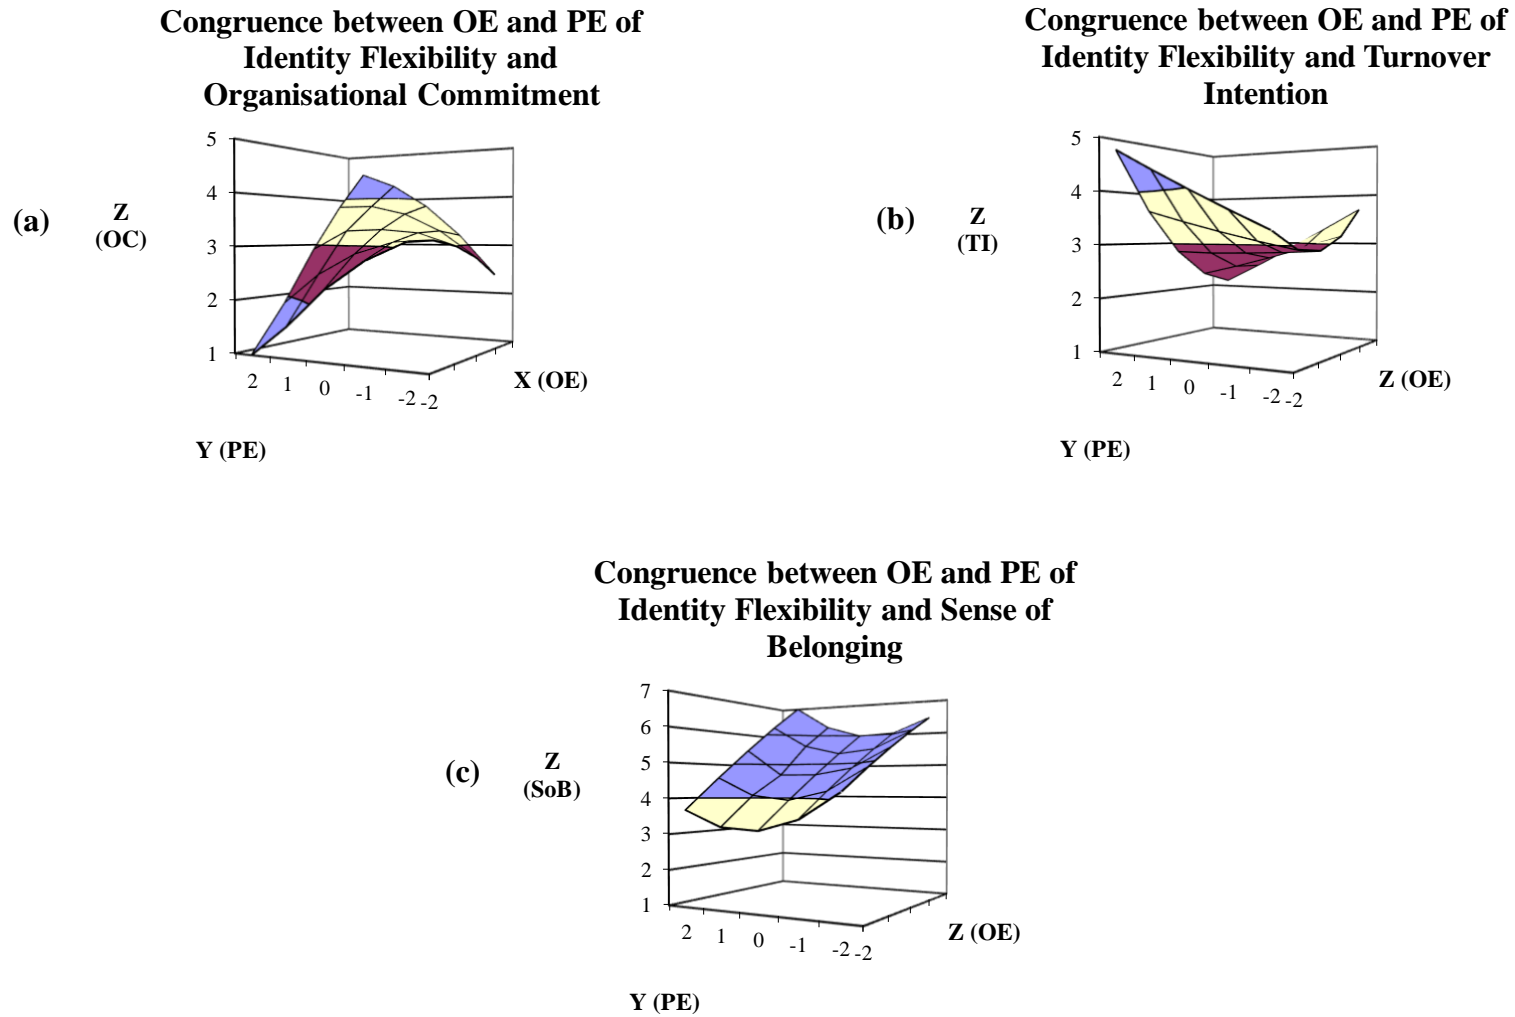 Congruence between OE and PE of
Identity Flexibility and
Organisational Commitment
(a)
Z
(OC)
5
4
3
2
1
2 1 0 -1 -2 -2
X (OE)
Y (PE)
Congruence between OE and PE of
Identity Flexibility and Turnover
Intention
(b)
Z
(TI)
5
4
3
2
1
2 1 0 -1 -2 -2
Z (OE)
Y (PE)
Congruence between OE and PE of
Identity Flexibility and Sense of
Belonging
(c)
Z
(SoB)
7
6
5
4
3
2
1
2 1 0 -1 -2 -2
Z (OE)
Y (PE)